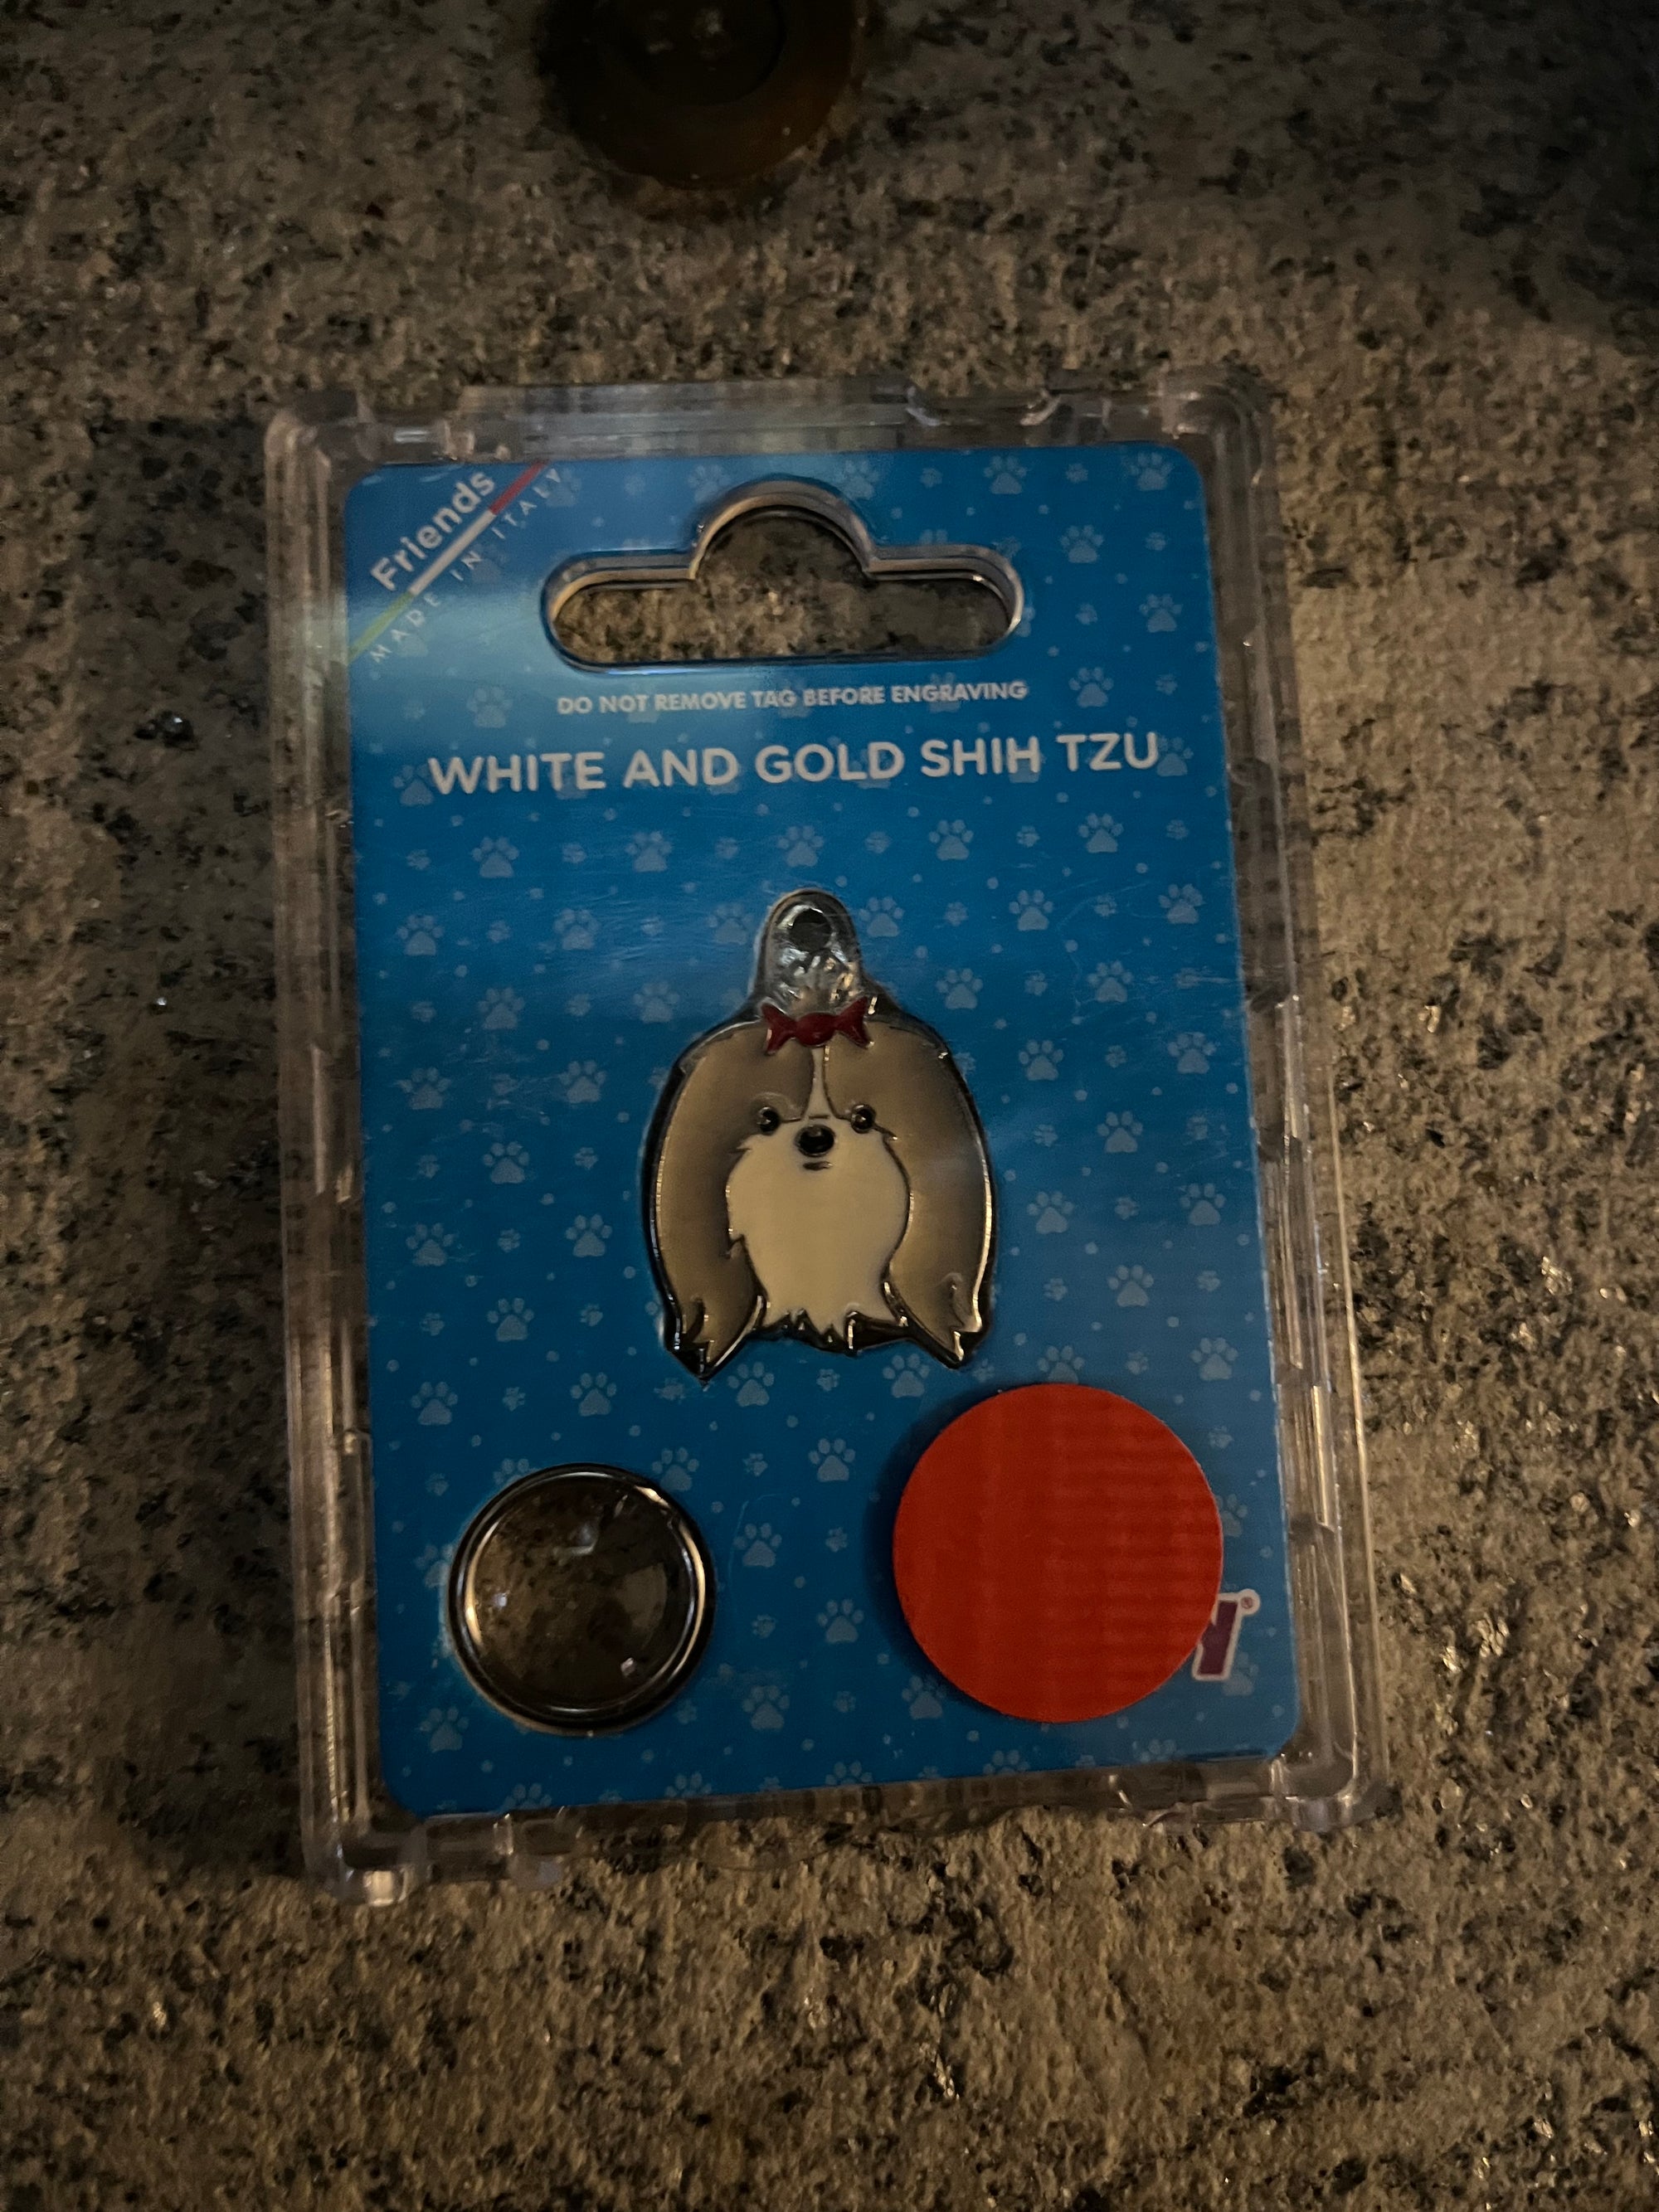 Friends
MADE IN ITALY
DO NOT REMOVE TAG BEFORE ENGRAVING
WHITE AND GOLD SHIH TZU